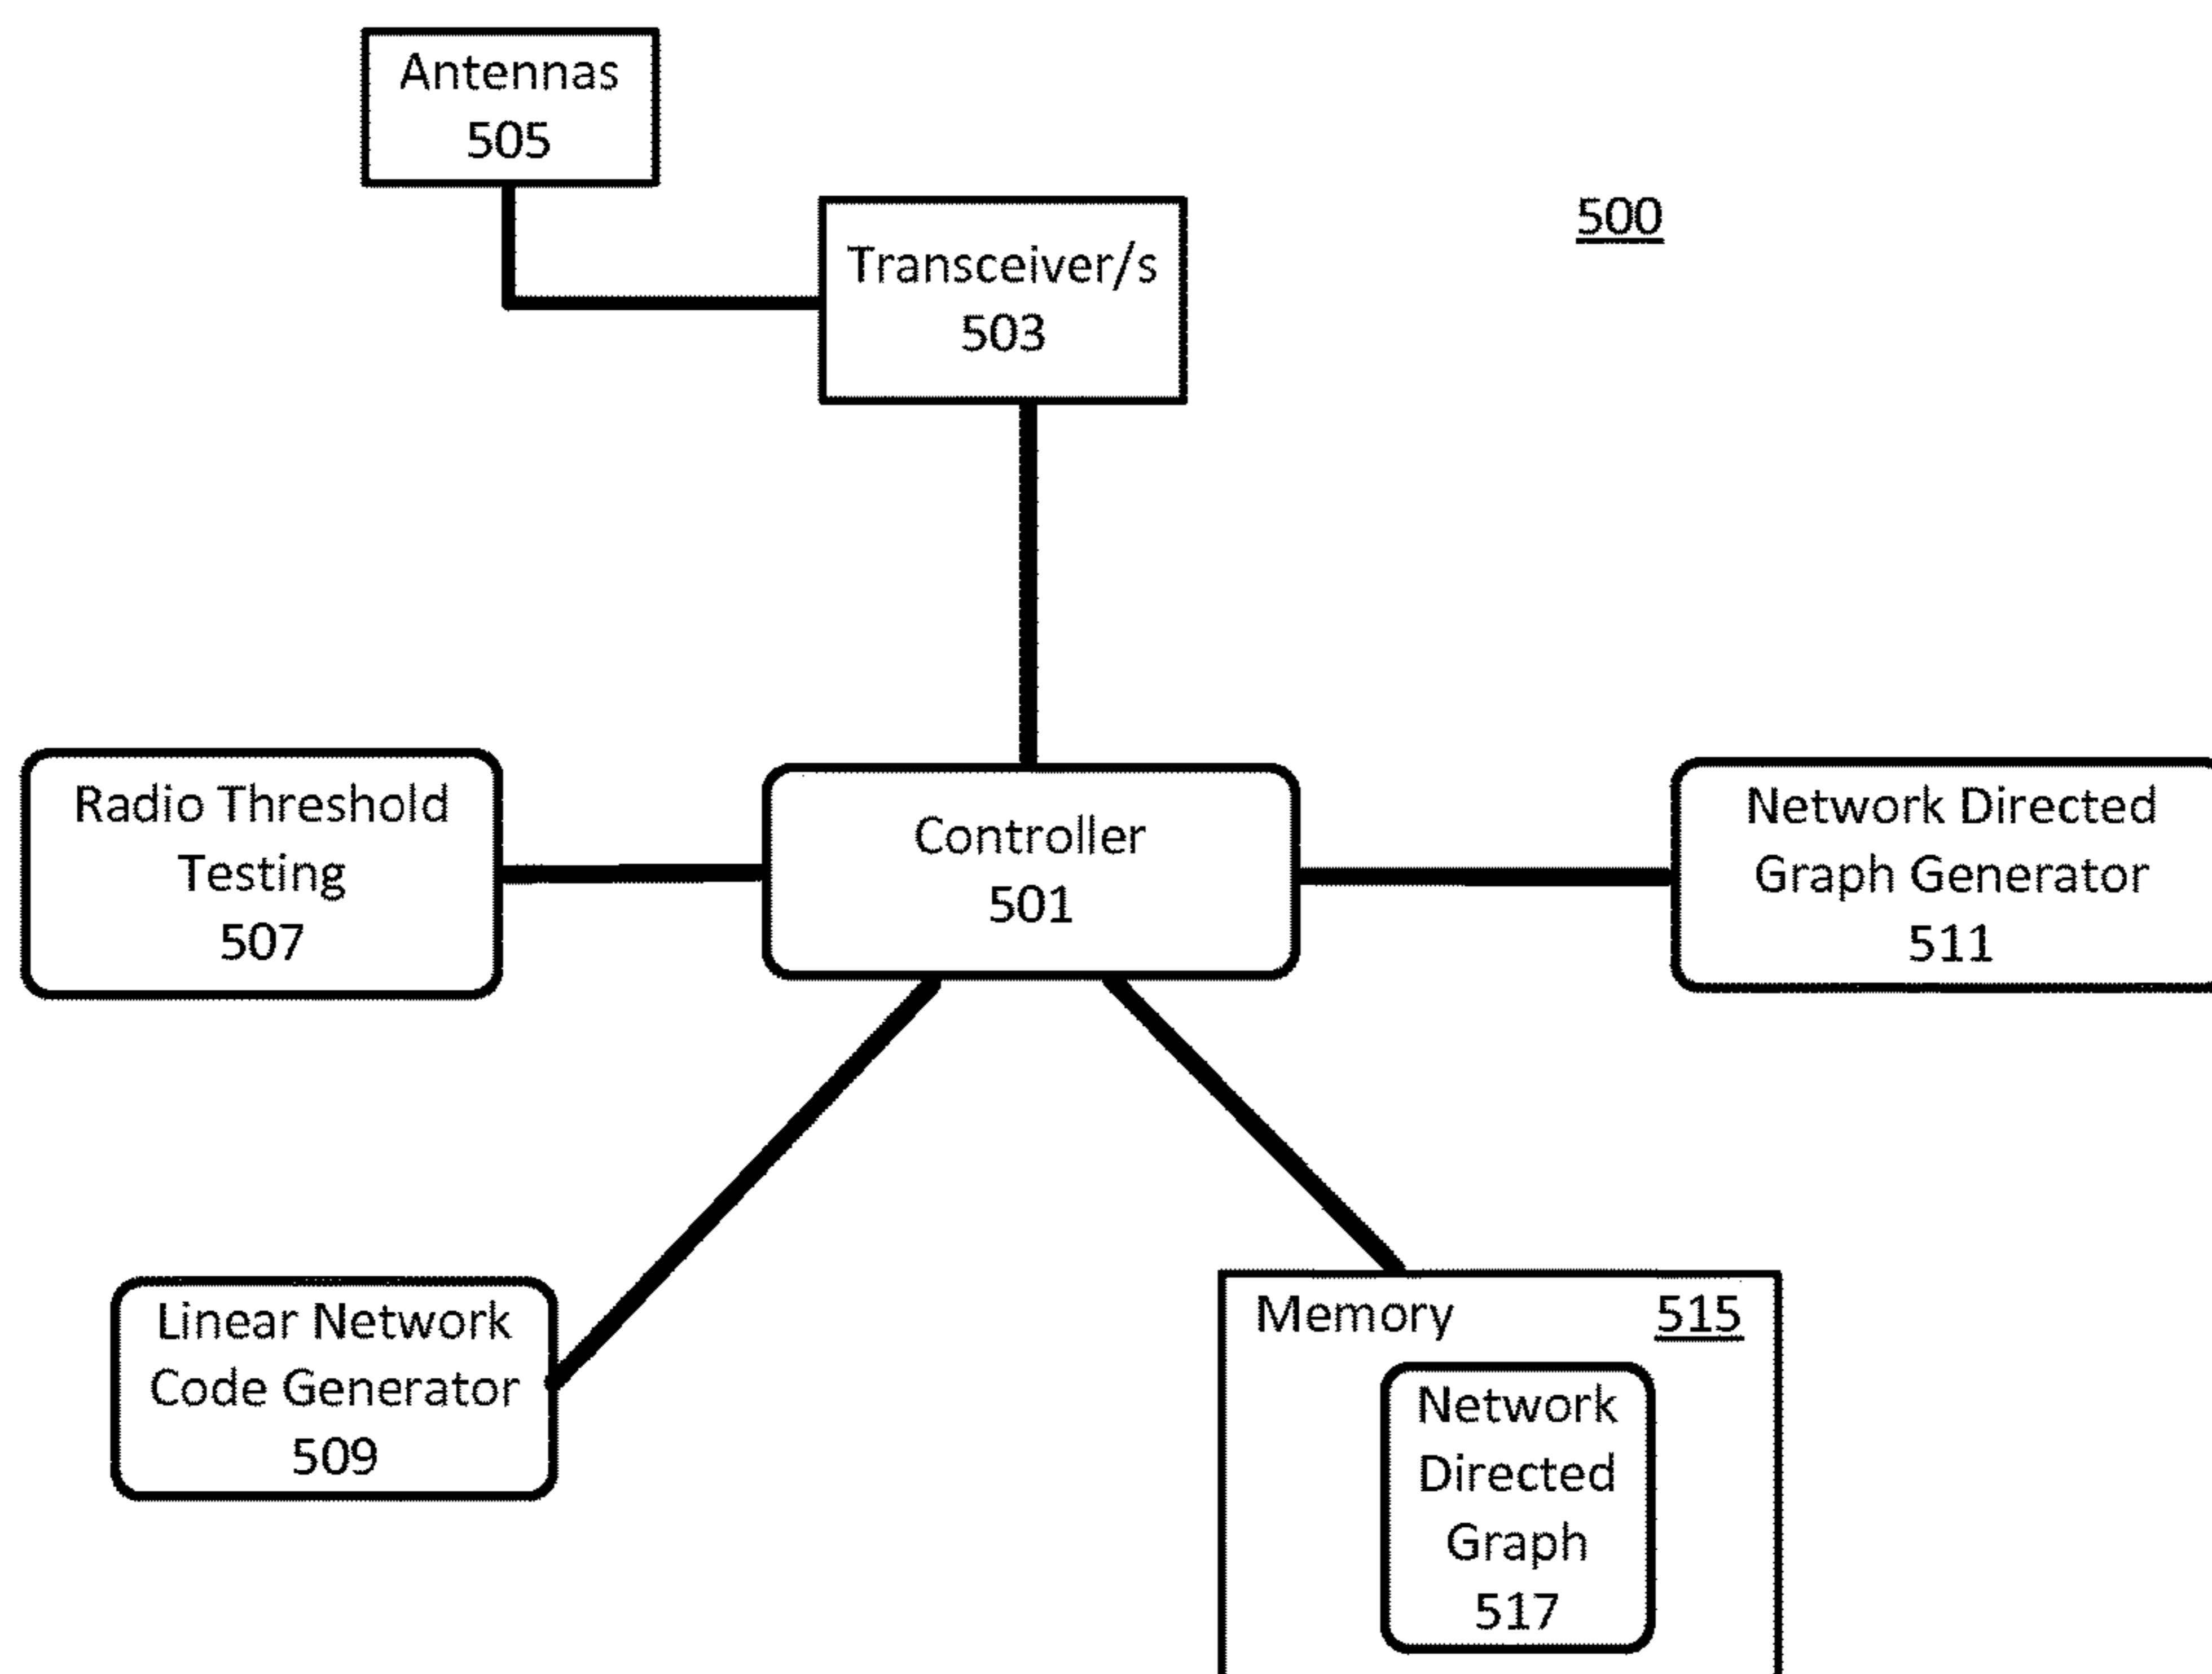 Antennas
505
Transceiver/s
503
500
Radio Threshold
Testing
507
Controller
501
Network Directed
Graph Generator
511
Linear Network
Code Generator
509
Memory 515
Network
Directed
Graph
517